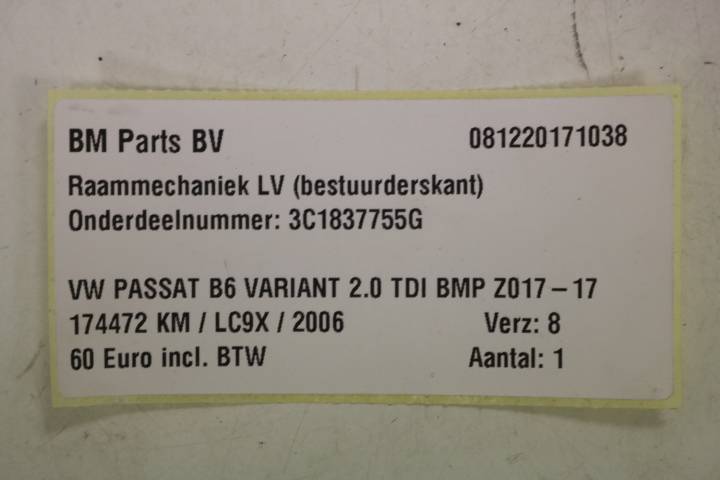 BM Parts BV 081220171038
Raammechaniek LV (bestuurderskant)
Onderdeelnummer: 3C1837755G
VW PASSAT B6 VARIANT 2.0 TDI BMP Z017-17
174472 KM / LC9X / 2006 Verz: 8
60 Euro incl. BTW Aantal: 1